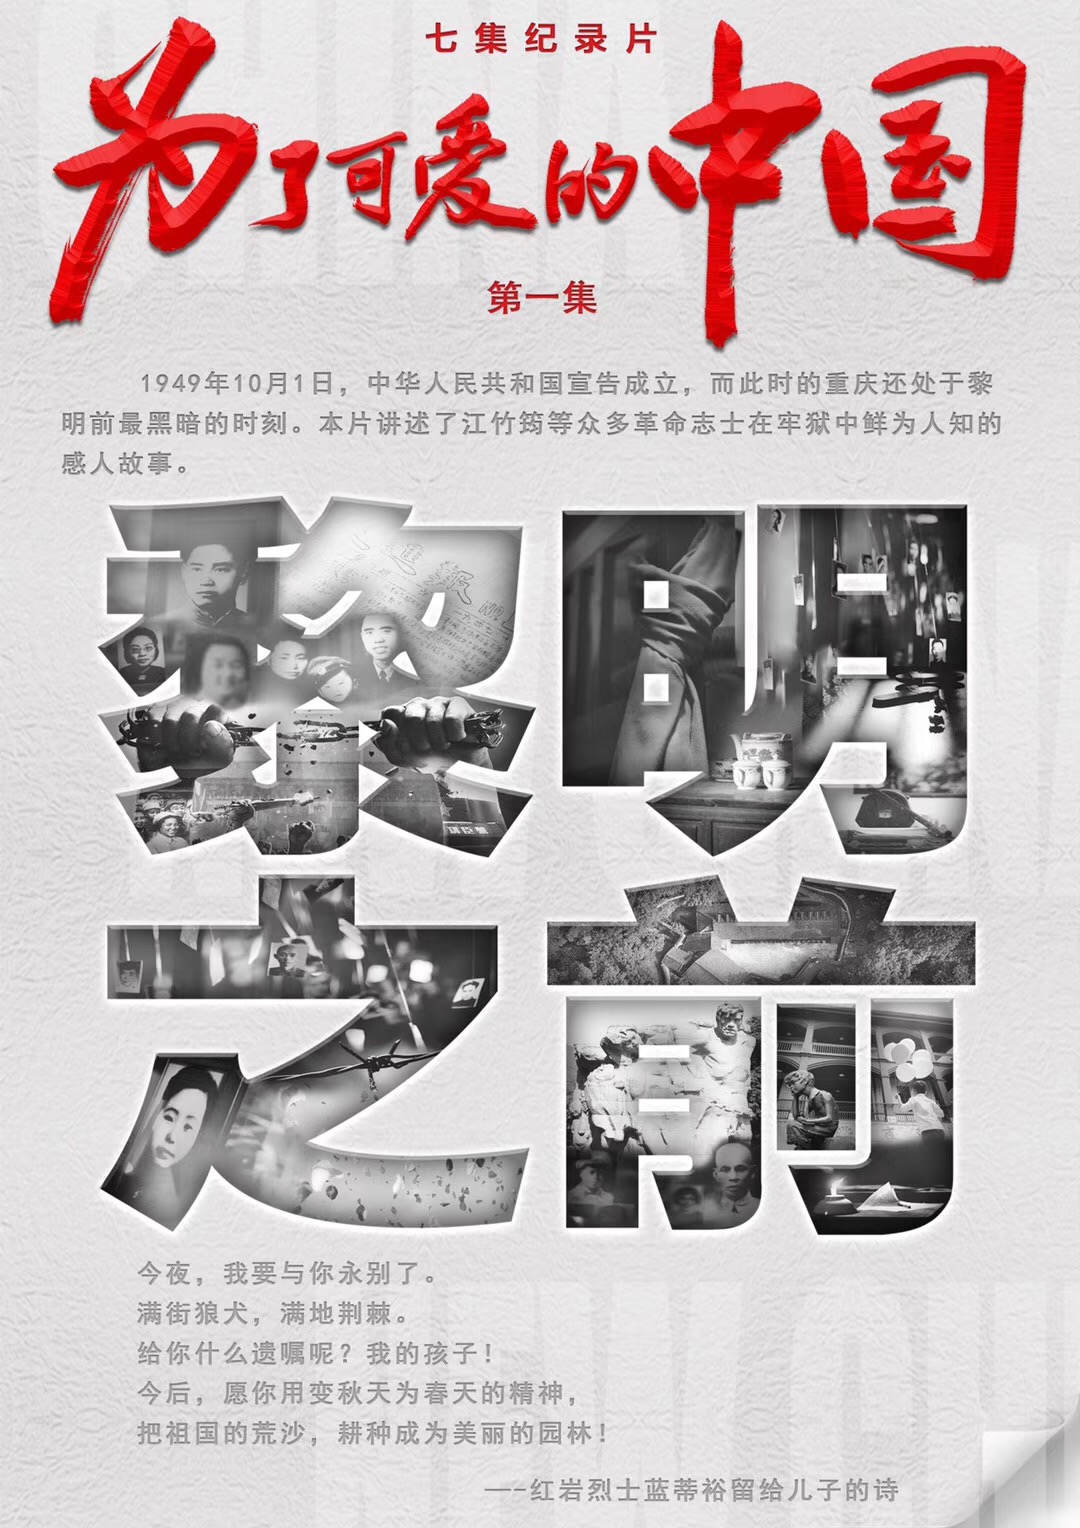 七集纪录片
为了可爱的中国
第一集
1949年10月1日，中华人民共和国宣告成立，而此时的重庆还处于黎
明前最黑暗的时刻。本片讲述了江竹筠等众多革命志士在牢狱中鲜为人知的
感人故事。
黎明
之前
今夜，我要与你永别了。
满街狼犬，满地荆棘。
给你什么遗嘱呢？我的孩子！
今后，愿你用变秋天为春天的精神，
把祖国的荒沙，耕种成为美丽的园林！
——红岩烈士蓝蒂裕留给儿子的诗